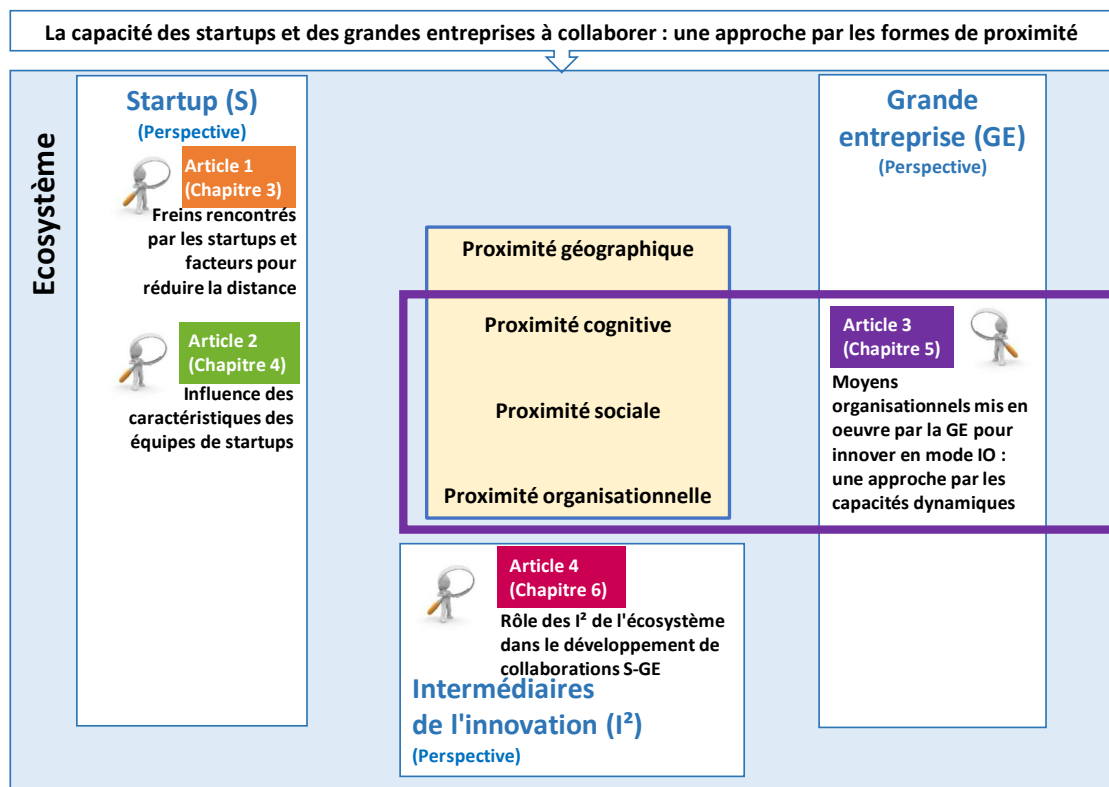 La capacité des startups et des grandes entreprises à collaborer : une approche par les formes de proximité
Ecosystème
Startup (S)
(Perspective)
Article 1
(Chapitre 3)
Freins rencontrés
par les startups et
facteurs pour
réduire la distance
Article 2
(Chapitre 4)
Influence des
caractéristiques des
équipes de startups
Proximité géographique
Proximité cognitive
Proximité sociale
Proximité organisationnelle
Grande
entreprise (GE)
(Perspective)
Article 3
(Chapitre 5)
Moyens
organisationnels mis en
oeuvre par la GE pour
innover en mode IO :
une approche par les
capacités dynamiques
Article 4
(Chapitre 6)
Rôle des I² de l'écosystème
dans le développement de
collaborations S-GE
Intermédiaires
de l'innovation (I²)
(Perspective)